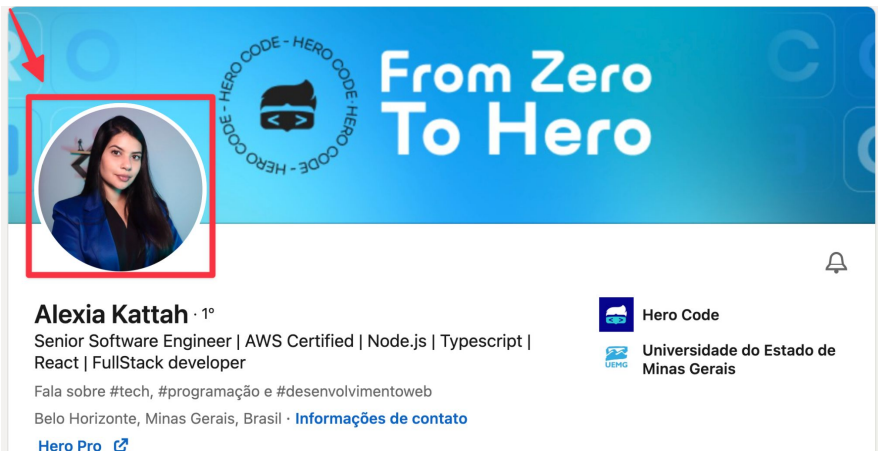 HERO CODE - HERO CODE - HERO CODE -
From Zero
To Hero
Alexia Kattah · 1º
Senior Software Engineer | AWS Certified | Node.js | Typescript |
React | FullStack developer
Fala sobre #tech, #programação e #desenvolvimentoweb
Belo Horizonte, Minas Gerais, Brasil · Informações de contato
Hero Pro
Hero Code
UEMG
Universidade do Estado de
Minas Gerais